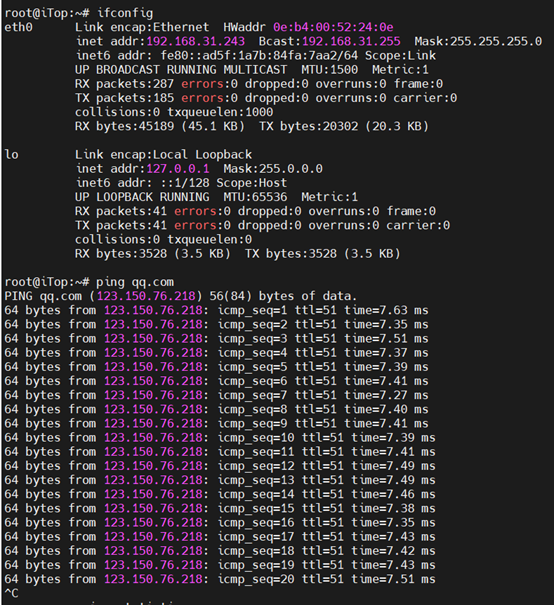 root@iTop:~# ifconfig
eth0      Link encap:Ethernet  HWaddr 0e:b4:00:52:24:0e
          inet addr:192.168.31.243  Bcast:192.168.31.255  Mask:255.255.255.0
          inet6 addr: fe80::ad5f:1a7b:84fa:7aa2/64 Scope:Link
          UP BROADCAST RUNNING MULTICAST  MTU:1500  Metric:1
          RX packets:287 errors:0 dropped:0 overruns:0 frame:0
          TX packets:185 errors:0 dropped:0 overruns:0 carrier:0
          collisions:0 txqueuelen:1000
          RX bytes:45189 (45.1 KB)  TX bytes:20302 (20.3 KB)
lo        Link encap:Local Loopback
          inet addr:127.0.0.1  Mask:255.0.0.0
          inet6 addr: ::1/128 Scope:Host
          UP LOOPBACK RUNNING  MTU:65536  Metric:1
          RX packets:41 errors:0 dropped:0 overruns:0 frame:0
          TX packets:41 errors:0 dropped:0 overruns:0 carrier:0
          collisions:0 txqueuelen:0
          RX bytes:3528 (3.5 KB)  TX bytes:3528 (3.5 KB)
root@iTop:~# ping qq.com
PING qq.com (123.150.76.218) 56(84) bytes of data.
64 bytes from 123.150.76.218: icmp_seq=1 ttl=51 time=7.63 ms
64 bytes from 123.150.76.218: icmp_seq=2 ttl=51 time=7.35 ms
64 bytes from 123.150.76.218: icmp_seq=3 ttl=51 time=7.51 ms
64 bytes from 123.150.76.218: icmp_seq=4 ttl=51 time=7.37 ms
64 bytes from 123.150.76.218: icmp_seq=5 ttl=51 time=7.39 ms
64 bytes from 123.150.76.218: icmp_seq=6 ttl=51 time=7.41 ms
64 bytes from 123.150.76.218: icmp_seq=7 ttl=51 time=7.27 ms
64 bytes from 123.150.76.218: icmp_seq=8 ttl=51 time=7.40 ms
64 bytes from 123.150.76.218: icmp_seq=9 ttl=51 time=7.41 ms
64 bytes from 123.150.76.218: icmp_seq=10 ttl=51 time=7.39 ms
64 bytes from 123.150.76.218: icmp_seq=11 ttl=51 time=7.41 ms
64 bytes from 123.150.76.218: icmp_seq=12 ttl=51 time=7.49 ms
64 bytes from 123.150.76.218: icmp_seq=13 ttl=51 time=7.49 ms
64 bytes from 123.150.76.218: icmp_seq=14 ttl=51 time=7.46 ms
64 bytes from 123.150.76.218: icmp_seq=15 ttl=51 time=7.38 ms
64 bytes from 123.150.76.218: icmp_seq=16 ttl=51 time=7.35 ms
64 bytes from 123.150.76.218: icmp_seq=17 ttl=51 time=7.43 ms
64 bytes from 123.150.76.218: icmp_seq=18 ttl=51 time=7.42 ms
64 bytes from 123.150.76.218: icmp_seq=19 ttl=51 time=7.43 ms
64 bytes from 123.150.76.218: icmp_seq=20 ttl=51 time=7.51 ms
^C